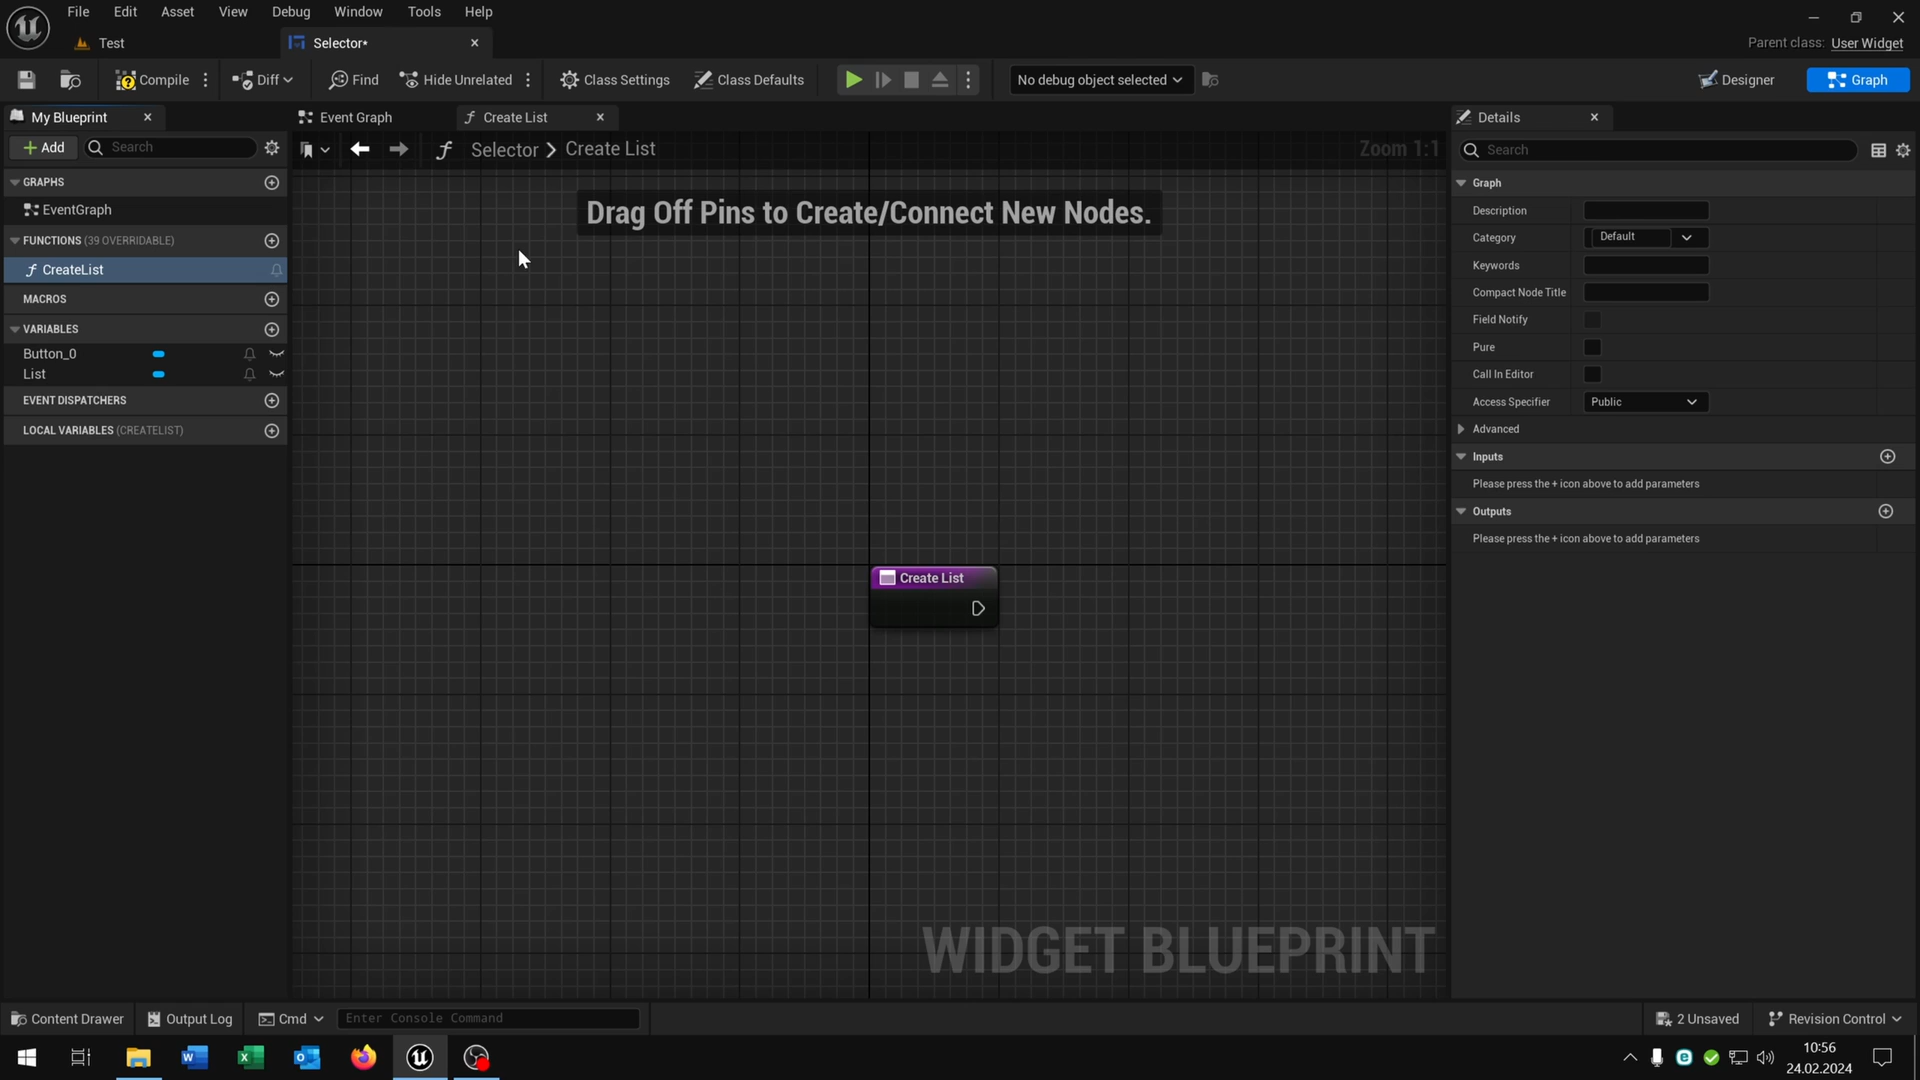 File Edit Asset View Debug Window Tools Help
Test
Selector*
Parent class: User Widget
Compile
Diff
Find
Hide Unrelated
Class Settings
Class Defaults
No debug object selected
Designer
Graph
My Blueprint
Event Graph
Create List
Details
Add
Search
Selector
Create List
Zoom 1:1
Search
GRAPHS
EventGraph
FUNCTIONS (39 OVERRIDABLE)
CreateList
MACROS
VARIABLES
Button_0
List
EVENT DISPATCHERS
LOCAL VARIABLES (CREATELIST)
Drag Off Pins to Create/Connect New Nodes.
Create List
WIDGET BLUEPRINT
Graph
Description
Category
Default
Keywords
Compact Node Title
Field Notify
Pure
Call In Editor
Access Specifier
Public
Advanced
Inputs
Please press the + icon above to add parameters
Outputs
Please press the + icon above to add parameters
Content Drawer
Output Log
Cmd
Enter Console Command
2 Unsaved
Revision Control
10:56
24.02.2024